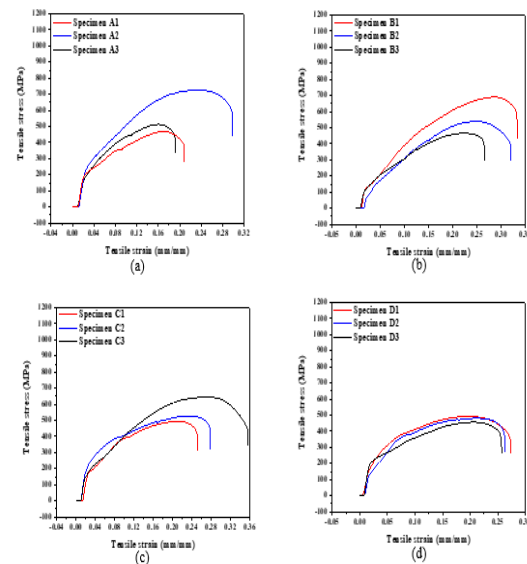 Specimen A1
Specimen A2
Specimen A3
Tensile stress (MPa)
1200
1100
1000
900
800
700
600
500
400
300
200
100
0
-100
-0.04 0.00 0.04 0.08 0.12 0.16 0.20 0.24 0.28 0.32
Tensile strain (mm/mm)
(a)
Specimen B1
Specimen B2
Specimen B3
Tensile stress (MPa)
1200
1100
1000
900
800
700
600
500
400
300
200
100
0
-100
-0.05 0.00 0.05 0.10 0.15 0.20 0.25 0.30 0.35
Tensile strain (mm/mm)
(b)
Specimen C1
Specimen C2
Specimen C3
Tensile stress (MPa)
1200
1100
1000
900
800
700
600
500
400
300
200
100
0
-100
-0.04 0.00 0.04 0.08 0.12 0.16 0.20 0.24 0.28 0.32 0.36
Tensile strain (mm/mm)
(c)
Specimen D1
Specimen D2
Specimen D3
Tensile stress (MPa)
1200
1100
1000
900
800
700
600
500
400
300
200
100
0
-100
-0.05 0.00 0.05 0.10 0.15 0.20 0.25
Tensile strain (mm/mm)
(d)